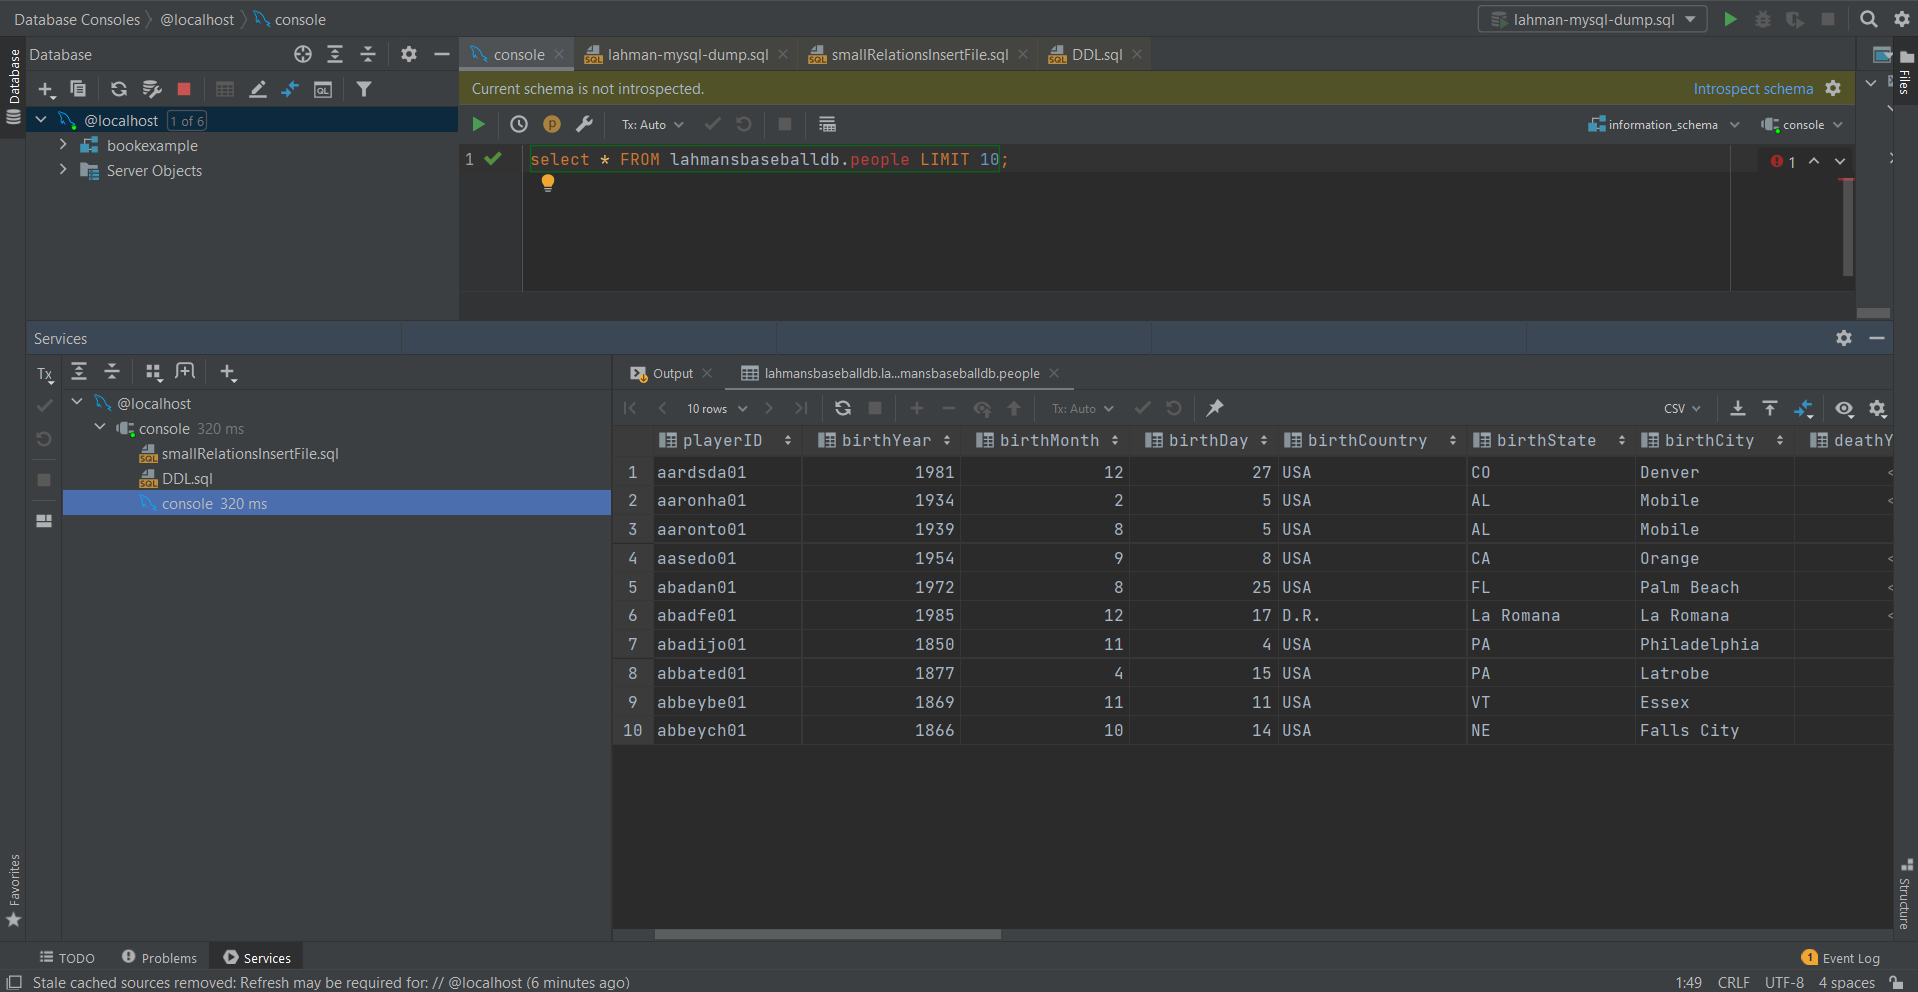 Database Consoles @localhost console
lahman-mysql-dump.sql
Database
console lahman-mysql-dump.sql smallRelationsInsertFile.sql DDL.sql
Database
Files
QL
Current schema is not introspected. Introspect schema
@localhost 1 of 6
bookexample
Server Objects
p Tx: Auto information_schema console
1 select * FROM lahmansbaseballdb.people LIMIT 10; 1
Services
Tx
@localhost
console 320 ms
smallRelationsInsertFile.sql
DDL.sql
console 320 ms
Output lahmansbaseballdb.la...mansbaseballdb.people
10 rows Tx: Auto CSV
playerID birthYear birthMonth birthDay birthCountry birthState birthCity deathY
1 aardsda01 1981 12 27 USA CO Denver <
2 aaronha01 1934 2 5 USA AL Mobile <
3 aaronto01 1939 8 5 USA AL Mobile
4 aasedo01 1954 9 8 USA CA Orange <
5 abadan01 1972 8 25 USA FL Palm Beach <
6 abadfe01 1985 12 17 D.R. La Romana La Romana <
7 abadijo01 1850 11 4 USA PA Philadelphia
8 abbated01 1877 4 15 USA PA Latrobe
9 abbeybe01 1869 11 11 USA VT Essex
10 abbeych01 1866 10 14 USA NE Falls City
Favorites
Structure
TODO Problems Services 1 Event Log
Stale cached sources removed: Refresh may be required for: // @localhost (6 minutes ago) 1:49 CRLF UTF-8 4 spaces